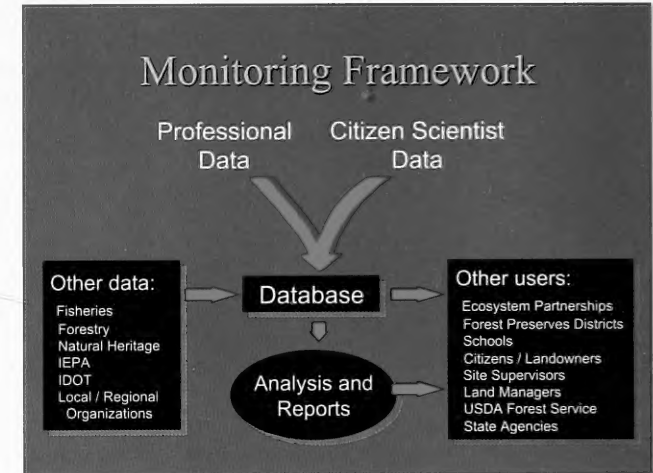 Monitoring Framework
Professional Data
Citizen Scientist Data
Other data:
Fisheries
Forestry
Natural Heritage
IEPA
IDOT
Local / Regional
Organizations
Database
Analysis and
Reports
Other users:
Ecosystem Partnerships
Forest Preserves Districts
Schools
Citizens / Landowners
Site Supervisors
Land Managers
USDA Forest Service
State Agencies